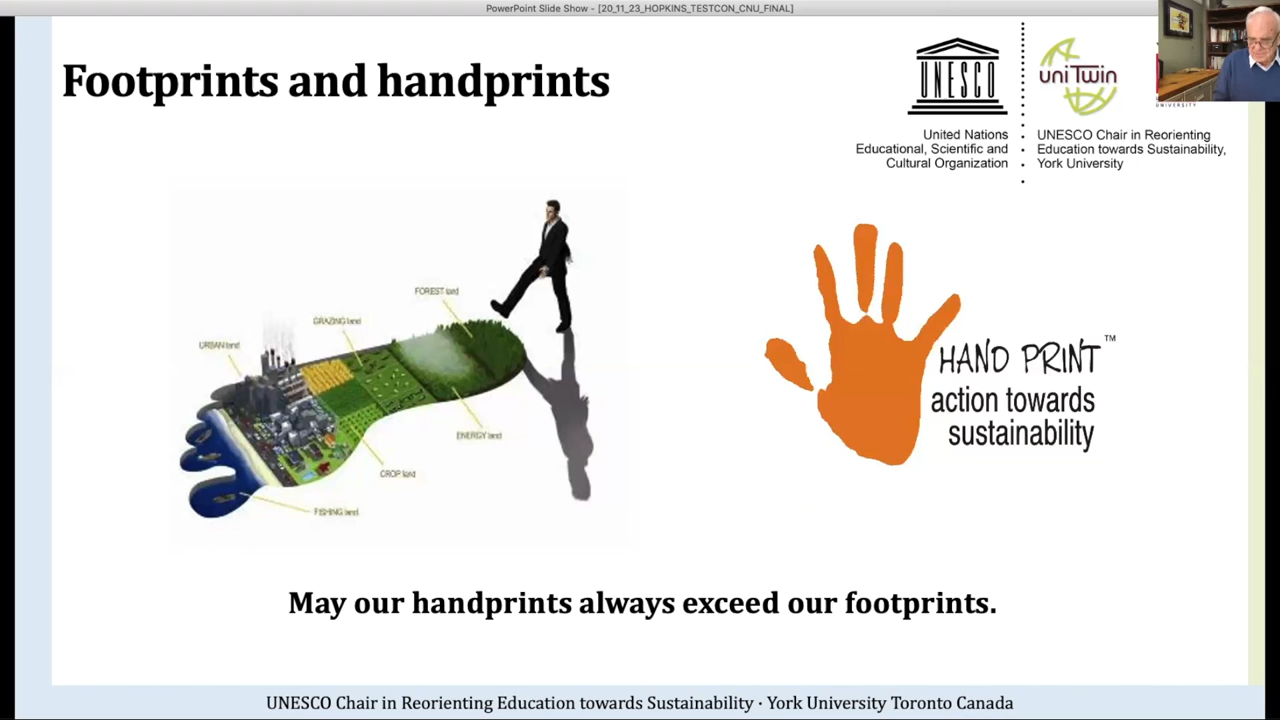 PowerPoint Slide Show - [20_11_23_HOPKINS_TESTCON_CNU_FINAL]
Footprints and handprints
UNESCO
United Nations
Educational, Scientific and
Cultural Organization
uniTwin
UNESCO Chair in Reorienting
Education towards Sustainability,
York University
UNIVERSITY
FOREST land
GRAZING land
URBAN land
ENERGY land
CROP land
FISHING land
HAND PRINT™
action towards
sustainability
May our handprints always exceed our footprints.
UNESCO Chair in Reorienting Education towards Sustainability · York University Toronto Canada